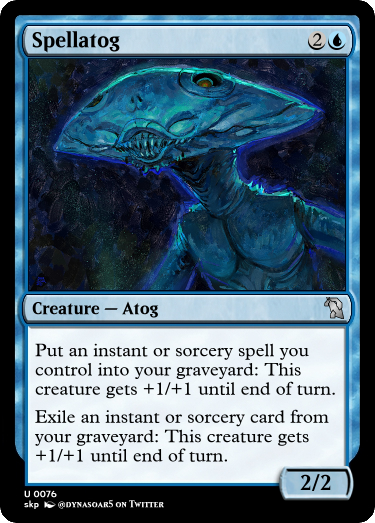 Spellatog 2
Creature — Atog
Put an instant or sorcery spell you
control into your graveyard: This
creature gets +1/+1 until end of turn.
Exile an instant or sorcery card from
your graveyard: This creature gets
+1/+1 until end of turn.
2/2
U 0076
skp @dynasoar5 on Twitter